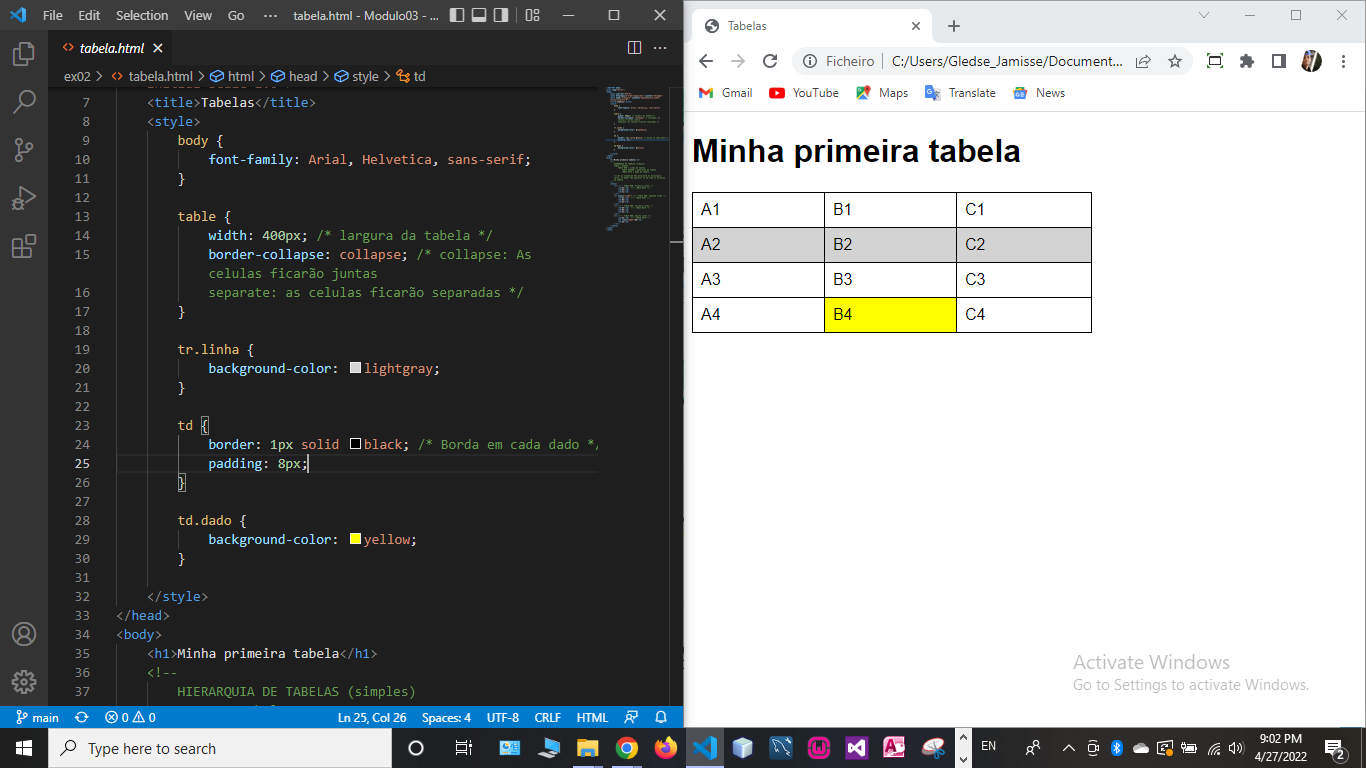 File Edit Selection View Go ··· tabela.html - Modulo03 - ...
tabela.html
ex02 > tabela.html > html > head > style > td
7 <title>Tabelas</title>
8 <style>
9 body {
10 font-family: Arial, Helvetica, sans-serif;
11 }
12
13 table {
14 width: 400px; /* largura da tabela */
15 border-collapse: collapse; /* collapse: As
celulas ficarão juntas
16 separate: as celulas ficarão separadas */
17 }
18
19 tr.linha {
20 background-color: lightgray;
21 }
22
23 td {
24 border: 1px solid black; /* Borda em cada dado */
25 padding: 8px;
26 }
27
28 td.dado {
29 background-color: yellow;
30 }
31
32 </style>
33 </head>
34 <body>
35 <h1>Minha primeira tabela</h1>
36 <!--
37 HIERARQUIA DE TABELAS (simples)
main 0 0 Ln 25, Col 26 Spaces: 4 UTF-8 CRLF HTML
Tabelas
Ficheiro | C:/Users/Gledse_Jamisse/Document...
Gmail YouTube Maps Translate News
Minha primeira tabela
A1 B1 C1
A2 B2 C2
A3 B3 C3
A4 B4 C4
Activate Windows
Go to Settings to activate Windows.
Type here to search
EN
9:02 PM
4/27/2022
2